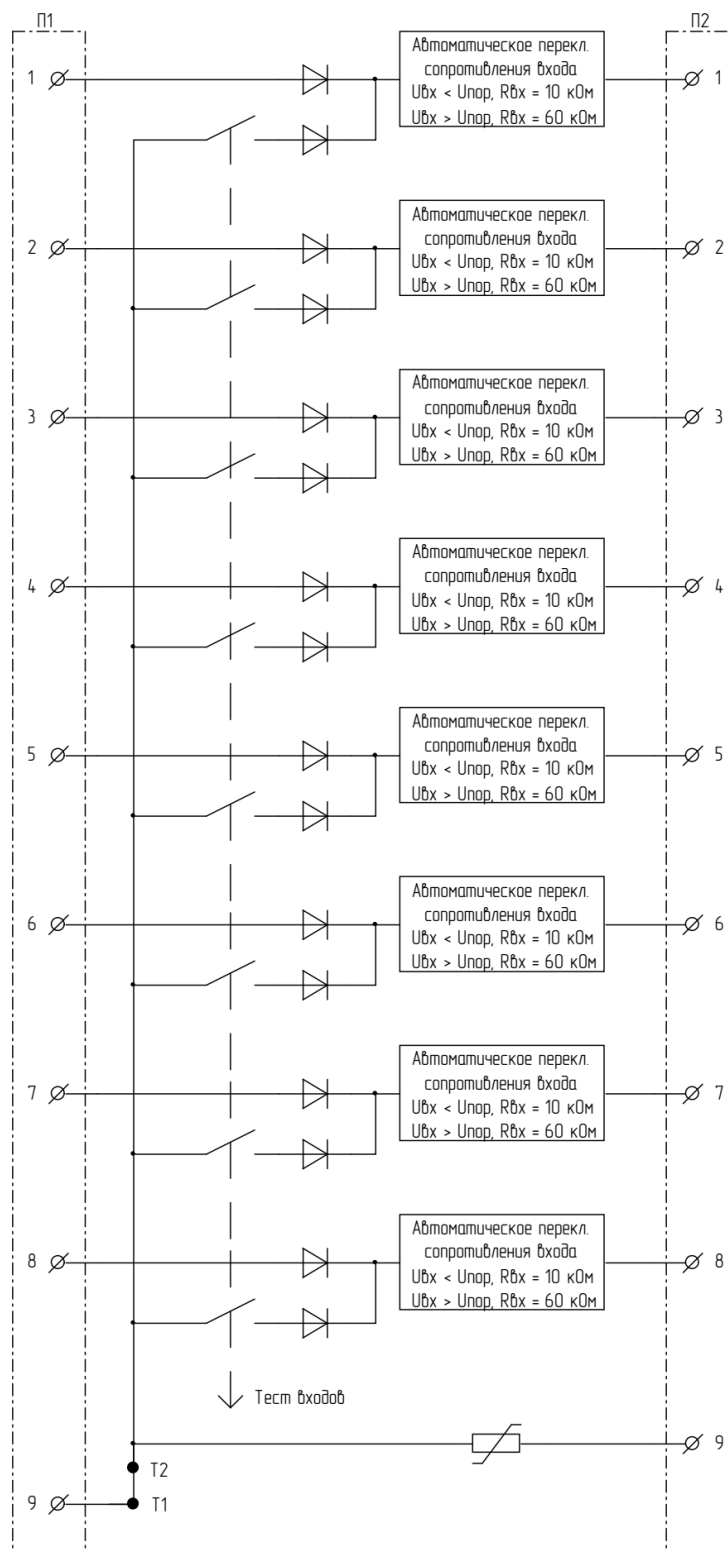 П1 П2
1
Автоматическое перекл.
сопротивления входа
Uвх < Uпор, Rвх = 10 кОм
Uвх > Uпор, Rвх = 60 кОм
1
2
Автоматическое перекл.
сопротивления входа
Uвх < Uпор, Rвх = 10 кОм
Uвх > Uпор, Rвх = 60 кОм
2
3
Автоматическое перекл.
сопротивления входа
Uвх < Uпор, Rвх = 10 кОм
Uвх > Uпор, Rвх = 60 кОм
3
4
Автоматическое перекл.
сопротивления входа
Uвх < Uпор, Rвх = 10 кОм
Uвх > Uпор, Rвх = 60 кОм
4
5
Автоматическое перекл.
сопротивления входа
Uвх < Uпор, Rвх = 10 кОм
Uвх > Uпор, Rвх = 60 кОм
5
6
Автоматическое перекл.
сопротивления входа
Uвх < Uпор, Rвх = 10 кОм
Uвх > Uпор, Rвх = 60 кОм
6
7
Автоматическое перекл.
сопротивления входа
Uвх < Uпор, Rвх = 10 кОм
Uвх > Uпор, Rвх = 60 кОм
7
8
Автоматическое перекл.
сопротивления входа
Uвх < Uпор, Rвх = 10 кОм
Uвх > Uпор, Rвх = 60 кОм
8
Тест входов
9
T2
9
T1